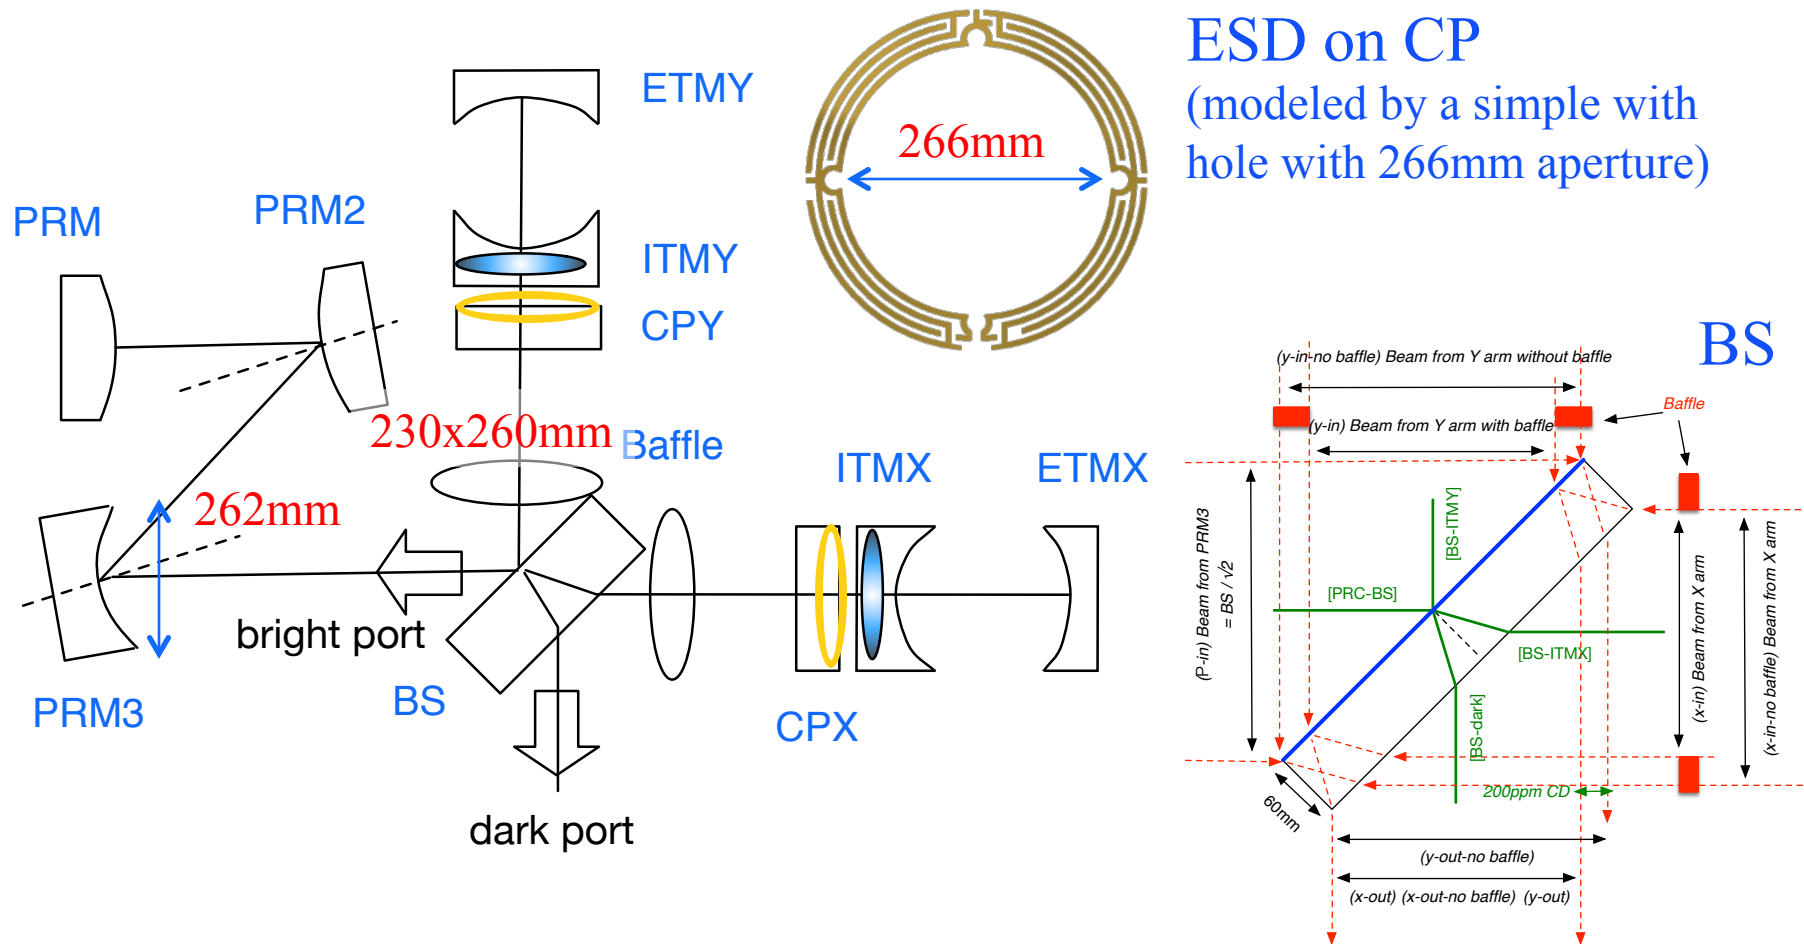 ESD on CP
(modeled by a simple with
hole with 266mm aperture)
266mm
ETMY
PRM
PRM2
ITMY
CPY
230x260mm
Baffle
ITMX
ETMX
262mm
bright port
PRM3
BS
CPX
dark port
BS
(y-in-no baffle) Beam from Y arm without baffle
Baffle
(y-in) Beam from Y arm with baffle
(P-in) Beam from PRM3
= BS / √2
[BS-ITMY]
[PRC-BS]
[BS-ITMX]
[BS-dark]
(x-in) Beam from X arm
(x-in-no baffle) Beam from X arm
200ppm CD
60mm
(y-out-no baffle)
(x-out) (x-out-no baffle) (y-out)